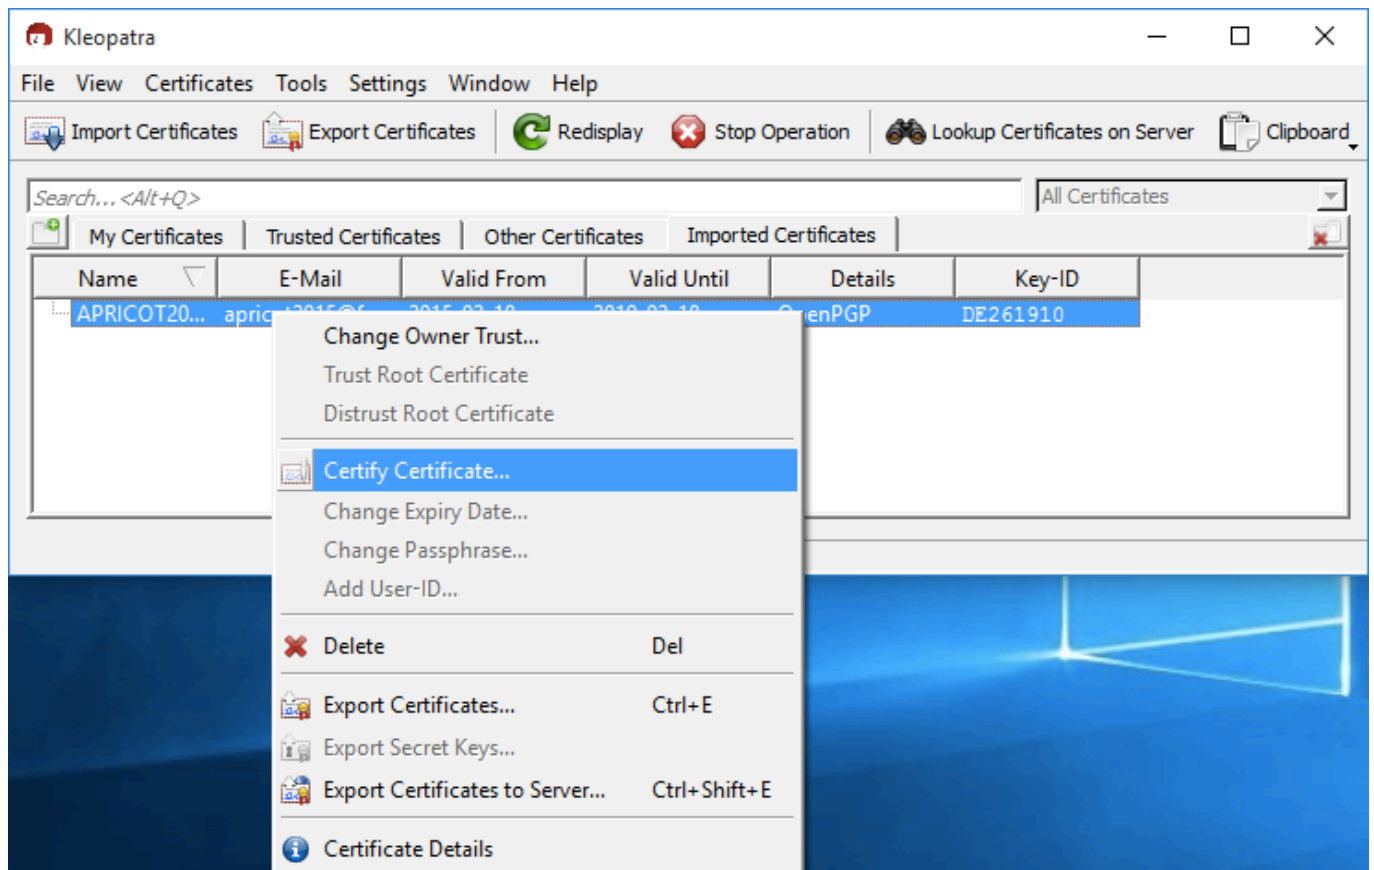 Kleopatra
File View Certificates Tools Settings Window Help
Import Certificates Export Certificates Redisplay Stop Operation Lookup Certificates on Server Clipboard
Search...<Alt+Q> All Certificates
My Certificates Trusted Certificates Other Certificates Imported Certificates
Name E-Mail Valid From Valid Until Details Key-ID
APRICOT20... DE261910
Change Owner Trust...
Trust Root Certificate
Distrust Root Certificate
Certify Certificate...
Change Expiry Date...
Change Passphrase...
Add User-ID...
Delete Del
Export Certificates... Ctrl+E
Export Secret Keys...
Export Certificates to Server... Ctrl+Shift+E
Certificate Details